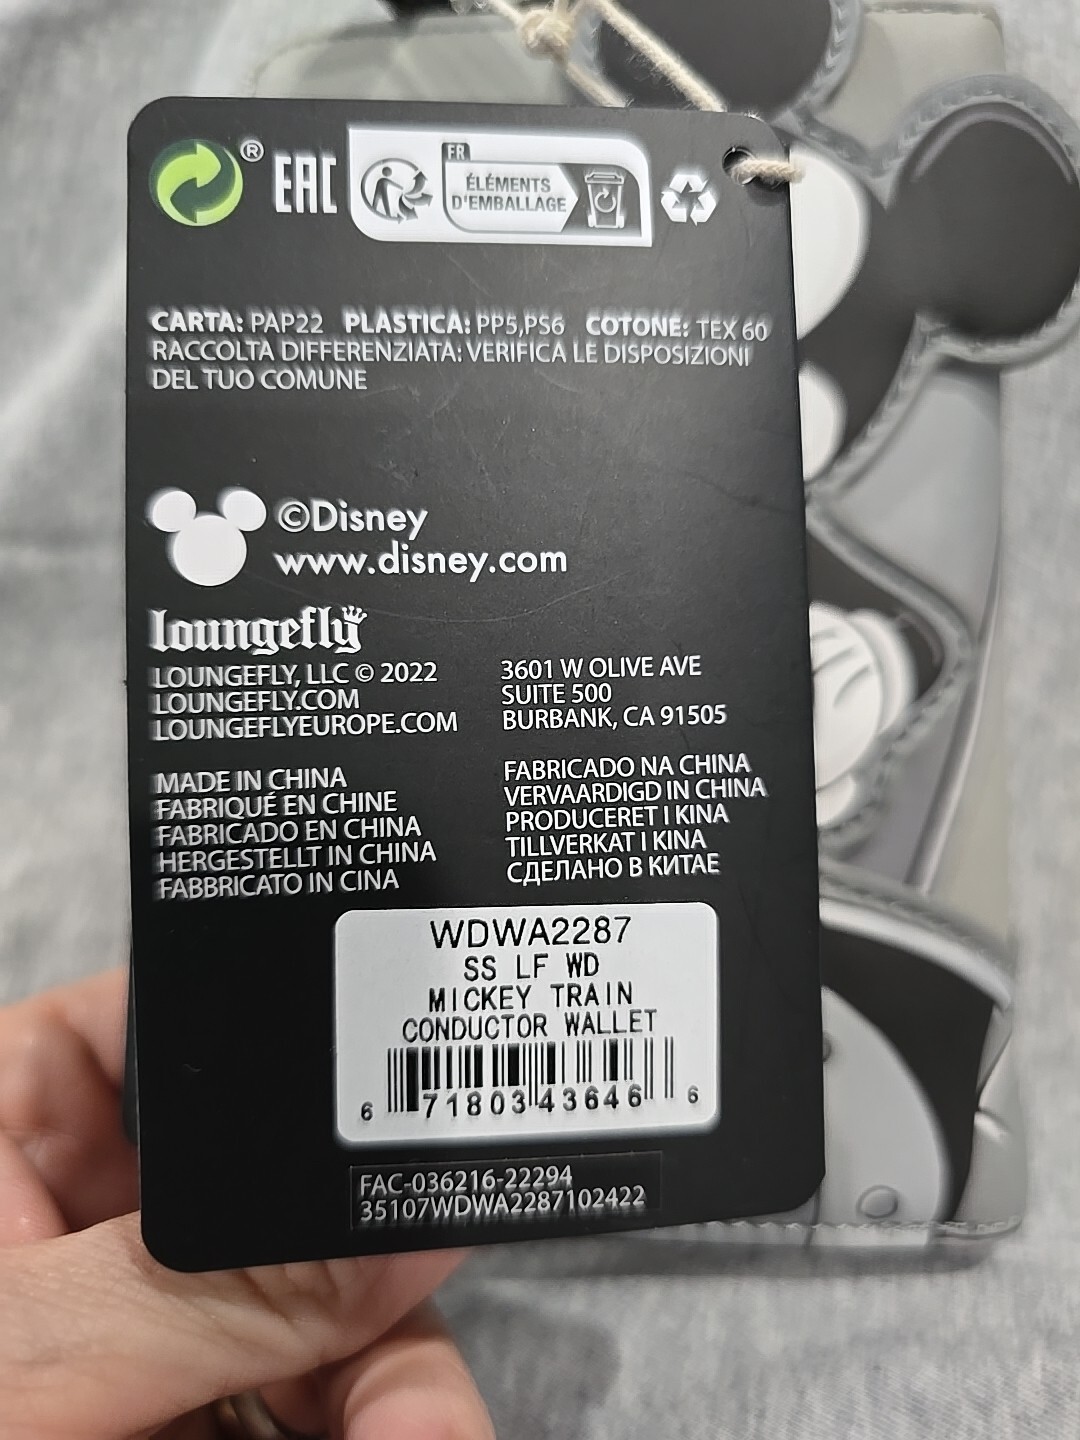 ® EAC FR
ÉLÉMENTS
D'EMBALLAGE
CARTA: PAP22 PLASTICA: PP5,PS6 COTONE: TEX 60
RACCOLTA DIFFERENZIATA: VERIFICA LE DISPOSIZIONI
DEL TUO COMUNE
©Disney
www.disney.com
loungefly
LOUNGEFLY, LLC © 2022
LOUNGEFLY.COM
LOUNGEFLYEUROPE.COM
3601 W OLIVE AVE
SUITE 500
BURBANK, CA 91505
MADE IN CHINA
FABRIQUÉ EN CHINE
FABRICADO EN CHINA
HERGESTELLT IN CHINA
FABBRICATO IN CINA
FABRICADO NA CHINA
VERVAARDIGD IN CHINA
PRODUCERET I KINA
TILLVERKAT I KINA
СДЕЛАНО В КИТАЕ
WDWA2287
SS LF WD
MICKEY TRAIN
CONDUCTOR WALLET
6 71803 43646 6
FAC-036216-22294
35107WDWA2287102422